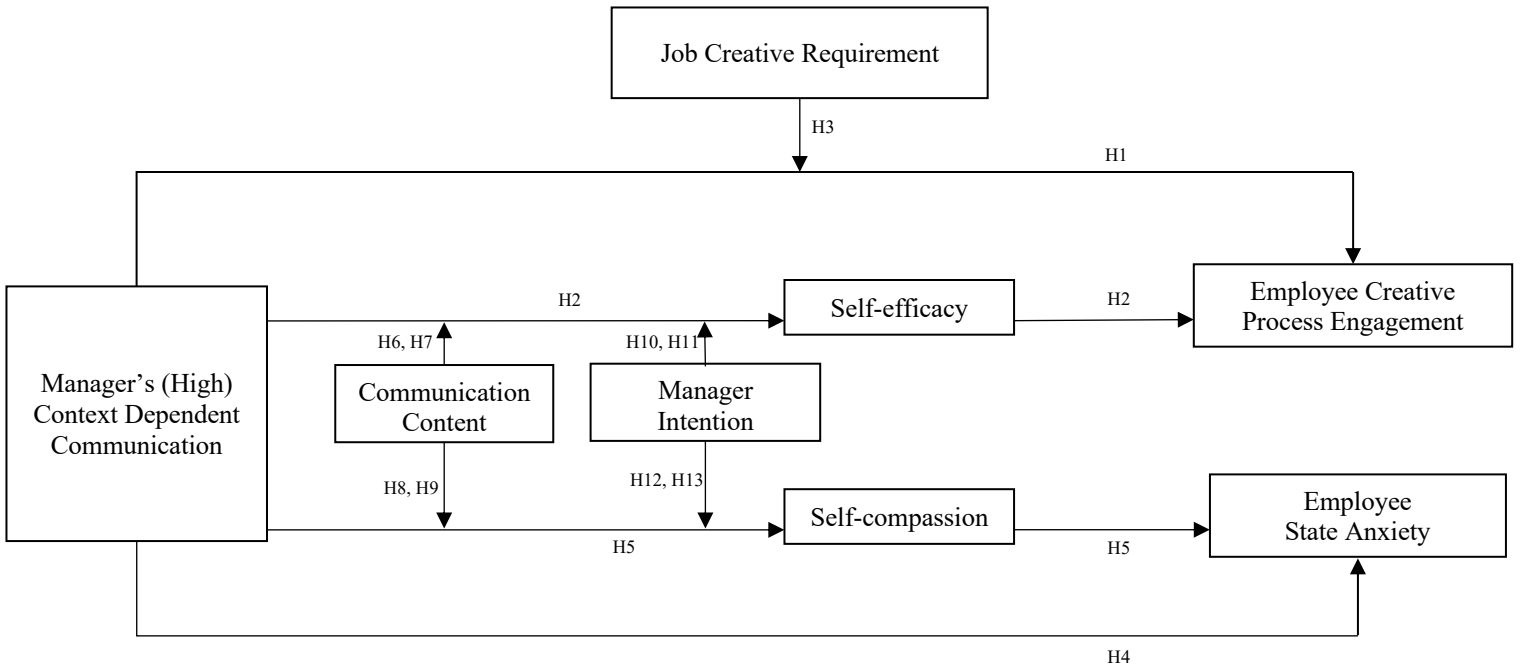 Job Creative Requirement
H3
H1
Manager’s (High)
Context Dependent
Communication
H2
Self-efficacy
H2
Employee Creative
Process Engagement
H6, H7
H10, H11
Communication
Content
Manager
Intention
H8, H9
H12, H13
Self-compassion
Employee
State Anxiety
H5
H5
H4